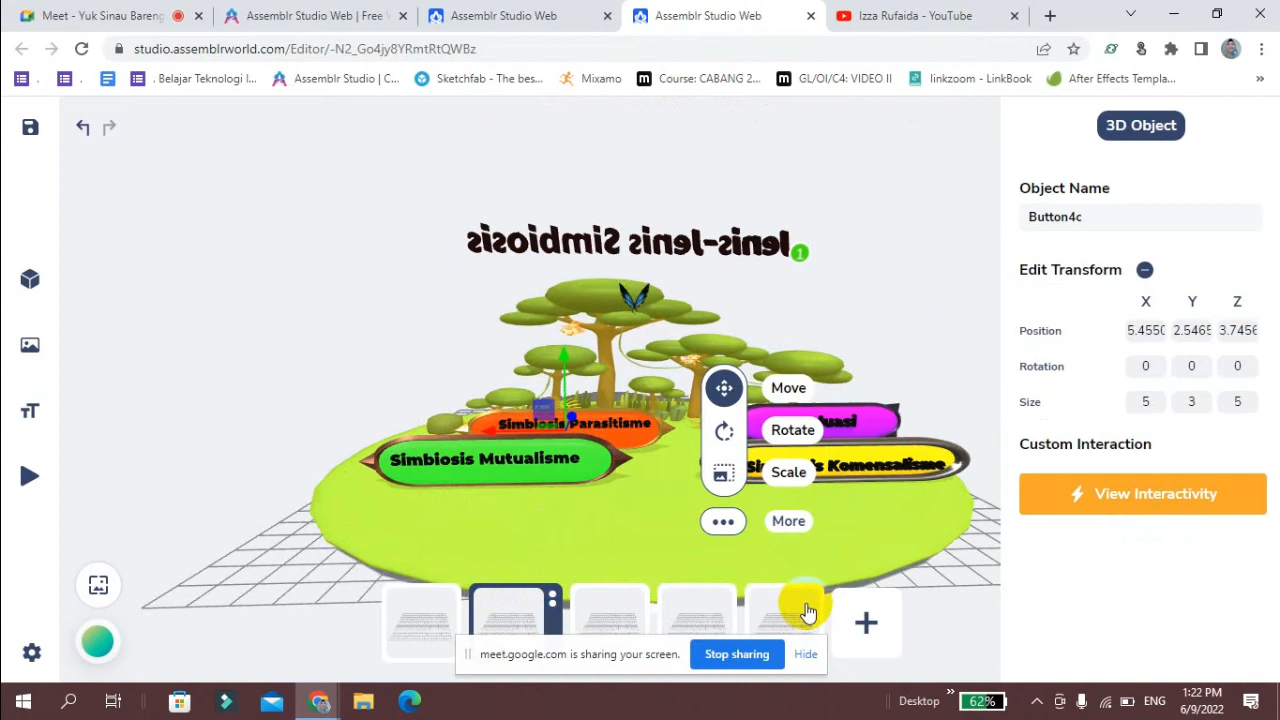 Meet - Yuk Sinau Bareng
Assemblr Studio Web | Free V
Assemblr Studio Web
Assemblr Studio Web
Izza Rufaida - YouTube
studio.assemblrworld.com/Editor/-N2_Go4jy8YRmtRtQWBz
.
.
.
. Belajar Teknologi I...
Assemblr Studio | C...
Sketchfab - The bes...
Mixamo
Course: CABANG 2...
GL/OI/C4: VIDEO II
linkzoom - LinkBook
After Effects Templa...
»
3D Object
Object Name
Button4c
Edit Transform
X Y Z
Position 5.4550 2.5465 3.7456
Rotation 0 0 0
Size 5 3 5
Custom Interaction
View Interactivity
Jenis-Jenis Simbiosis
1
Simbiosis Parasitisme
Simbiosis Mutualisme
Komensalisme
Move
Rotate
Scale
More
meet.google.com is sharing your screen.
Stop sharing
Hide
Desktop
»
62%
ENG
1:22 PM
6/9/2022